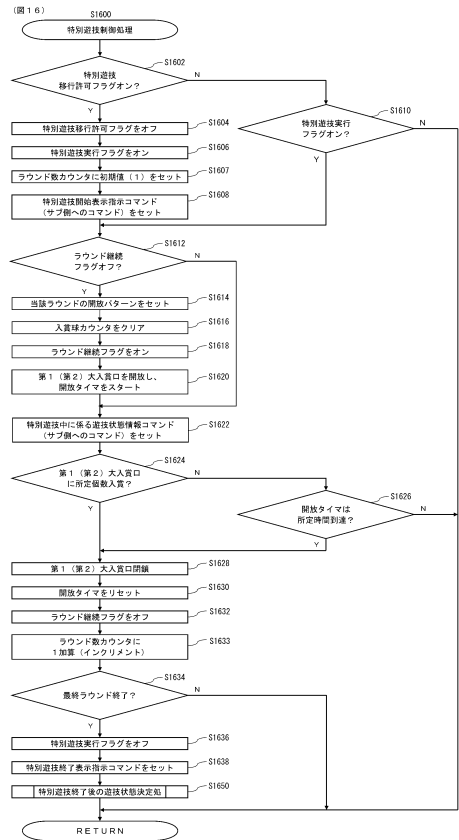 (図16)
S1600
特別遊技制御処理
S1602
特別遊技
移行許可フラグオン？
N
Y
S1610
特別遊技実行
フラグオン？
N
Y
特別遊技移行許可フラグをオフ
S1604
特別遊技実行フラグをオン
S1606
ラウンド数カウンタに初期値（1）をセット
S1607
特別遊技開始表示指示コマンド
（サブ側へのコマンド）をセット
S1608
S1612
ラウンド継続
フラグオフ？
N
Y
当該ラウンドの開放パターンをセット
S1614
入賞球カウンタをクリア
S1616
ラウンド継続フラグをオン
S1618
第1（第2）大入賞口を開放し、
開放タイマをスタート
S1620
特別遊技中に係る遊技状態情報コマンド
（サブ側へのコマンド）をセット
S1622
S1624
第1（第2）大入賞口
に所定個数入賞？
N
Y
S1626
開放タイマは
所定時間到達？
N
Y
第1（第2）大入賞口閉鎖
S1628
開放タイマをリセット
S1630
ラウンド継続フラグをオフ
S1632
ラウンド数カウンタに
1加算（インクリメント）
S1633
S1634
最終ラウンド終了？
N
Y
特別遊技実行フラグをオフ
S1636
特別遊技終了表示指示コマンドをセット
S1638
特別遊技終了後の遊技状態決定処
S1650
RETURN